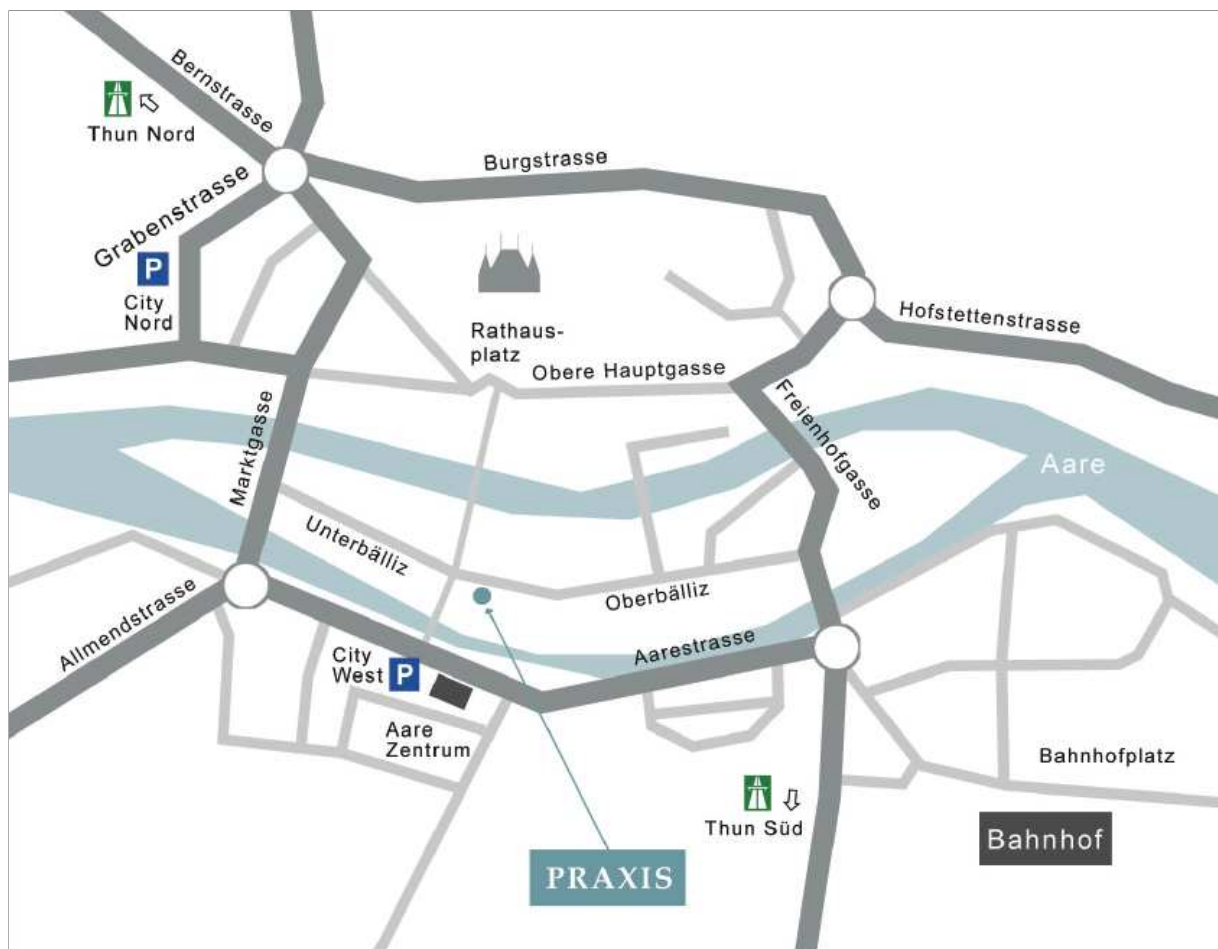 Bernstrasse
Thun Nord
Burgstrasse
Grabenstrasse
P
City
Nord
Hofstettenstrasse
Rathaus-
platz
Obere Hauptgasse
Freienhofgasse
Marktgasse
Aare
Unterbälliz
Oberbälliz
Allmendstrasse
Aarestrasse
City
West
P
Aare
Zentrum
Bahnhofplatz
Thun Süd
Bahnhof
PRAXIS